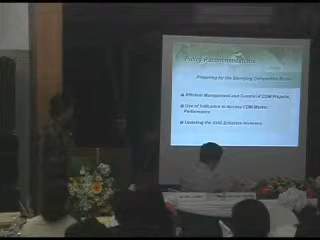 Policy Recommendations
Preparing for the Emerging Competitive Market
Efficient Management and Control of CDM Projects
Use of Indicators to Access CDM Market
Performance
Updating the GHG Emission Inventory